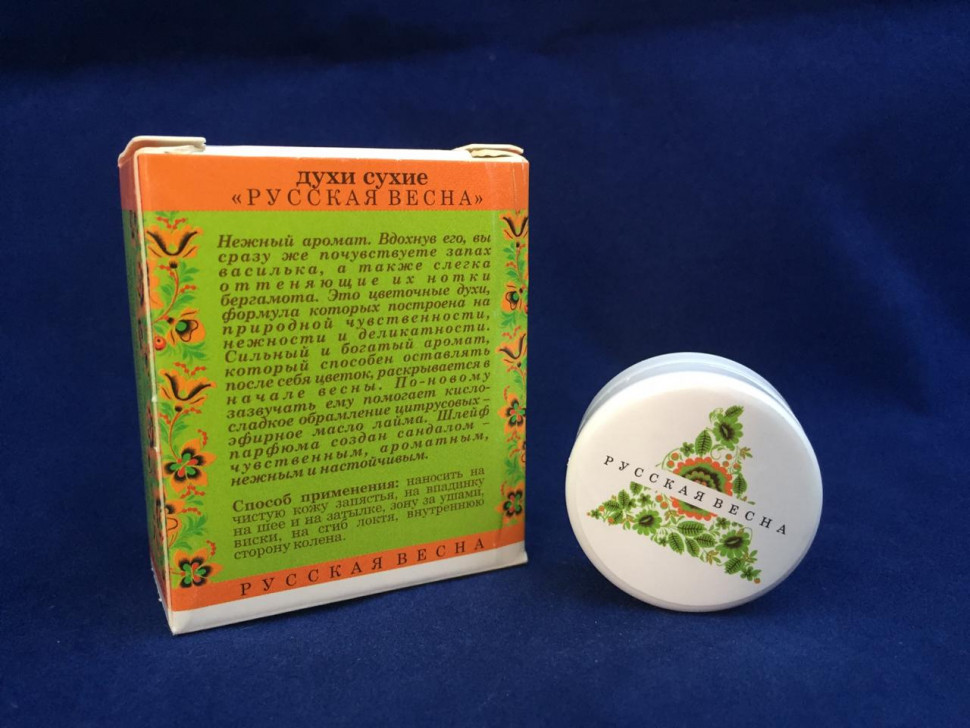 духи сухие
«РУССКАЯ ВЕСНА»
Нежный аромат. Вдохнув его, вы
сразу же почувствуете запах
василька, а также слегка
оттеняющие их нотки
бергамота. Это цветочные духи,
формула которых построена на
природной чувственности,
нежности и деликатности.
Сильный и богатый аромат,
который способен оставлять
после себя цветок, раскрывается в
начале весны. По-новому
зазвучать ему помогает кисло-
сладкое обрамление цитрусовых –
эфирное масло лайма. Шлейф
парфюма создан сандалом –
чувственным, ароматным,
нежным и настойчивым.
Способ применения: наносить на
чистую кожу запястья, на впадинку
на шее и на затылке, зону за ушами,
виски, на сгиб локтя, внутреннюю
сторону колена.
РУССКАЯ ВЕСНА
РУССКАЯ ВЕСНА